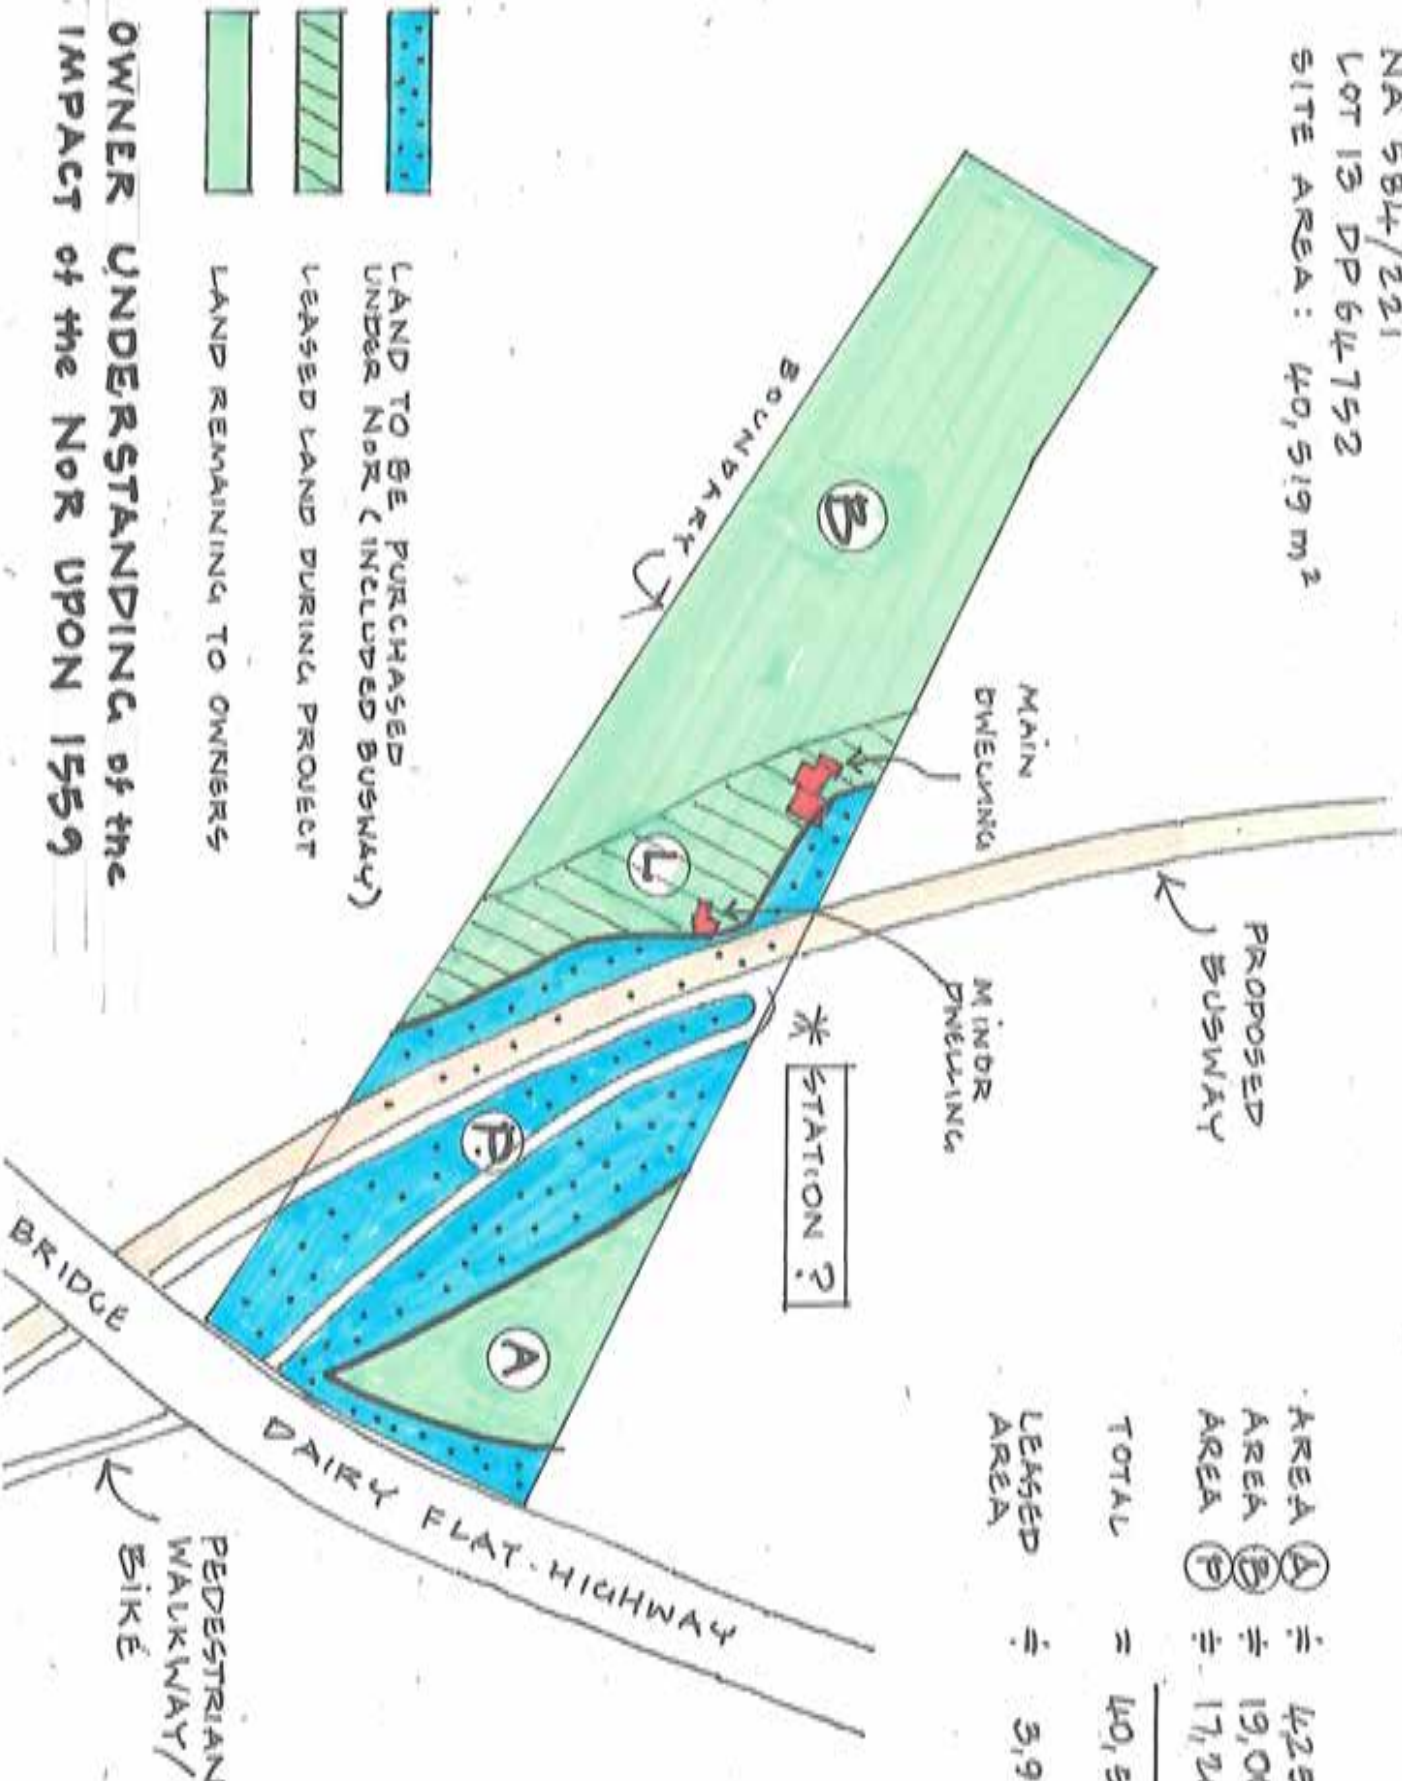 NA 584/221
LOT 13 DP 64752
SITE AREA: 40,519 m²
AREA (A) ≑ 4,25
AREA (B) ≑ 19,00
AREA (P) ≑ 17,2
TOTAL = 40,5
LEASED ≑ 3,9
AREA
PROPOSED
BUSWAY
MAIN
DWELLING
MINOR
DWELLING
* STATION ?
B
BOUNDARY
L
P
A
BRIDGE
DAIRY FLAT-HIGHWAY
PEDESTRIAN
WALKWAY/
BIKE
LAND TO BE PURCHASED
UNDER NoR (INCLUDED BUSWAY)
LEASED LAND DURING PROJECT
LAND REMAINING TO OWNERS
OWNER UNDERSTANDING of the
IMPACT of the NoR UPON 1559